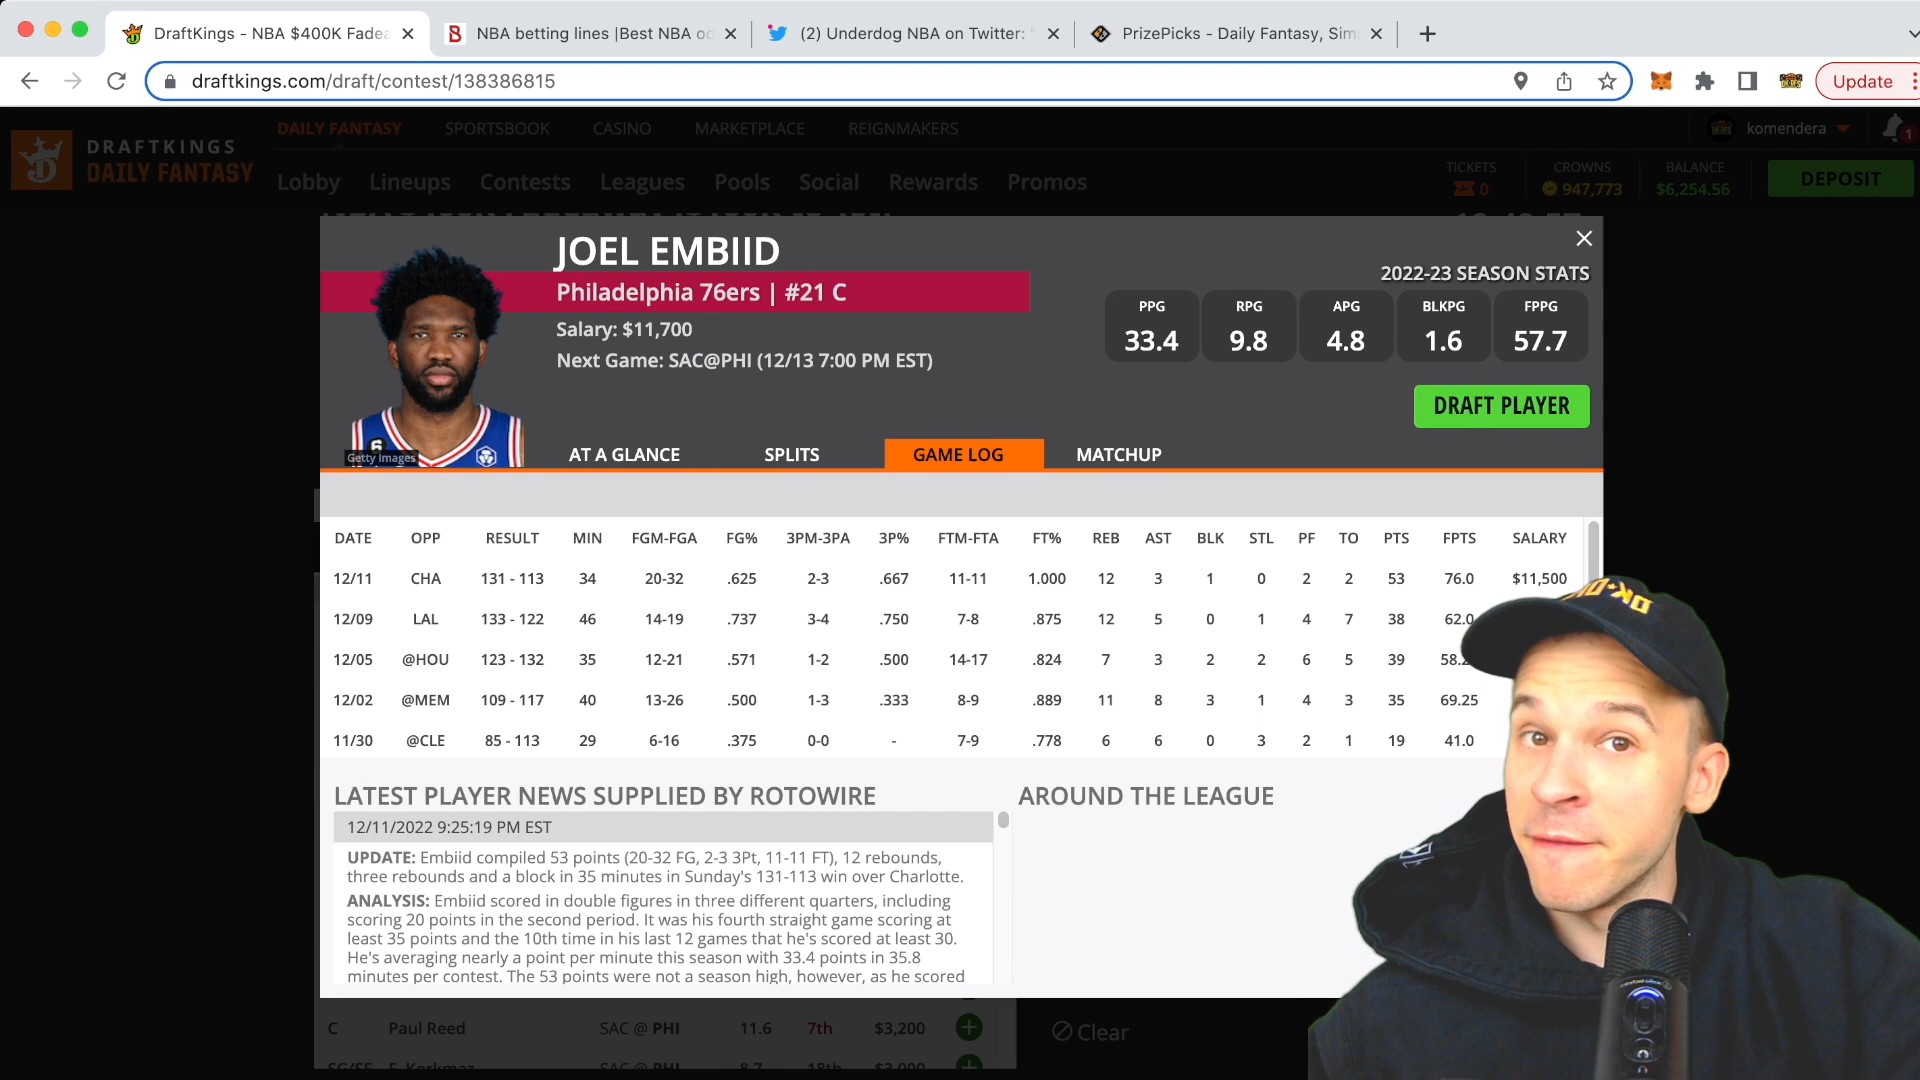 DraftKings - NBA $400K Fadea
NBA betting lines |Best NBA oc
(2) Underdog NBA on Twitter: "
PrizePicks - Daily Fantasy, Sim
draftkings.com/draft/contest/138386815
Update
DRAFTKINGS
DAILY FANTASY
DAILY FANTASY SPORTSBOOK CASINO MARKETPLACE REIGNMAKERS
komendera
1
Lobby Lineups Contests Leagues Pools Social Rewards Promos
TICKETS
0
CROWNS
947,773
BALANCE
$6,254.56
DEPOSIT
JOEL EMBIID
Philadelphia 76ers | #21 C
Salary: $11,700
Next Game: SAC@PHI (12/13 7:00 PM EST)
Getty Images
2022-23 SEASON STATS
PPG RPG APG BLKPG FPPG
33.4 9.8 4.8 1.6 57.7
DRAFT PLAYER
AT A GLANCE SPLITS GAME LOG MATCHUP
DATE OPP RESULT MIN FGM-FGA FG% 3PM-3PA 3P% FTM-FTA FT% REB AST BLK STL PF TO PTS FPTS SALARY
12/11 CHA 131 - 113 34 20-32 .625 2-3 .667 11-11 1.000 12 3 1 0 2 2 53 76.0 $11,500
12/09 LAL 133 - 122 46 14-19 .737 3-4 .750 7-8 .875 12 5 0 1 4 7 38 62.0
12/05 @HOU 123 - 132 35 12-21 .571 1-2 .500 14-17 .824 7 3 2 2 6 5 39 58.2
12/02 @MEM 109 - 117 40 13-26 .500 1-3 .333 8-9 .889 11 8 3 1 4 3 35 69.25
11/30 @CLE 85 - 113 29 6-16 .375 0-0 - 7-9 .778 6 6 0 3 2 1 19 41.0
LATEST PLAYER NEWS SUPPLIED BY ROTOWIRE
12/11/2022 9:25:19 PM EST
UPDATE: Embiid compiled 53 points (20-32 FG, 2-3 3Pt, 11-11 FT), 12 rebounds,
three rebounds and a block in 35 minutes in Sunday's 131-113 win over Charlotte.
ANALYSIS: Embiid scored in double figures in three different quarters, including
scoring 20 points in the second period. It was his fourth straight game scoring at
least 35 points and the 10th time in his last 12 games that he's scored at least 30.
He's averaging nearly a point per minute this season with 33.4 points in 35.8
minutes per contest. The 53 points were not a season high, however, as he scored
AROUND THE LEAGUE
C Paul Reed SAC @ PHI 11.6 7th $3,200
Clear